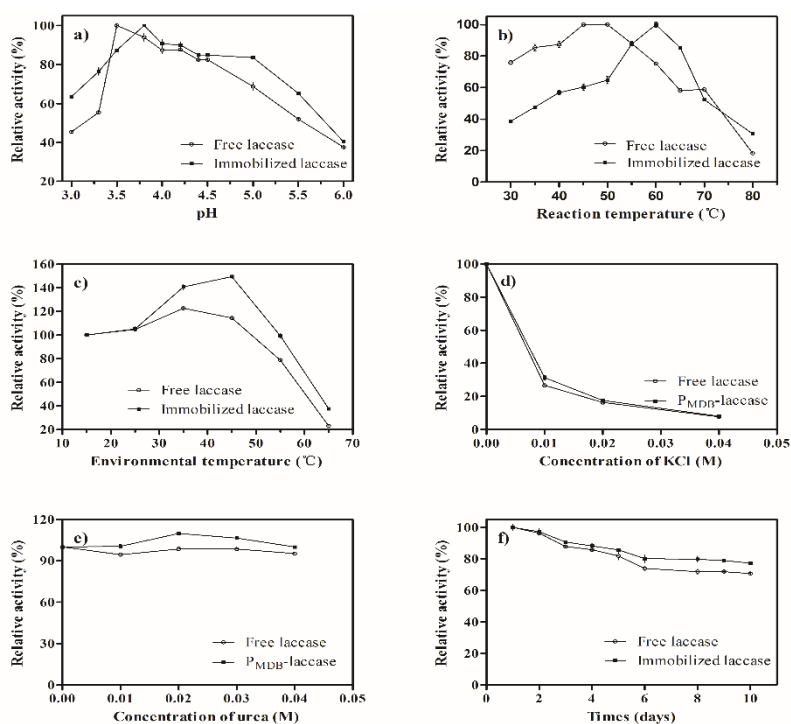 a)
Relative activity (%)
100
80
60
40
20
Free laccase
Immobilized laccase
3.0 3.5 4.0 4.5 5.0 5.5 6.0
pH
b)
Relative activity (%)
100
80
60
40
20
0
Free laccase
Immobilized laccase
30 40 50 60 70 80
Reaction temperature (℃)
c)
Relative activity (%)
160
140
120
100
80
60
40
20
Free laccase
Immobilized laccase
10 20 30 40 50 60 70
Environmental temperature (℃)
d)
Relative activity (%)
100
80
60
40
20
0
Free laccase
PMDB-laccase
0.00 0.01 0.02 0.03 0.04 0.05
Concentration of KCl (M)
e)
Relative activity (%)
120
90
60
30
0
Free laccase
PMDB-laccase
0.00 0.01 0.02 0.03 0.04 0.05
Concentration of urea (M)
f)
Relative activity (%)
100
80
60
40
20
0
Free laccase
Immobilized laccase
0 2 4 6 8 10
Times (days)